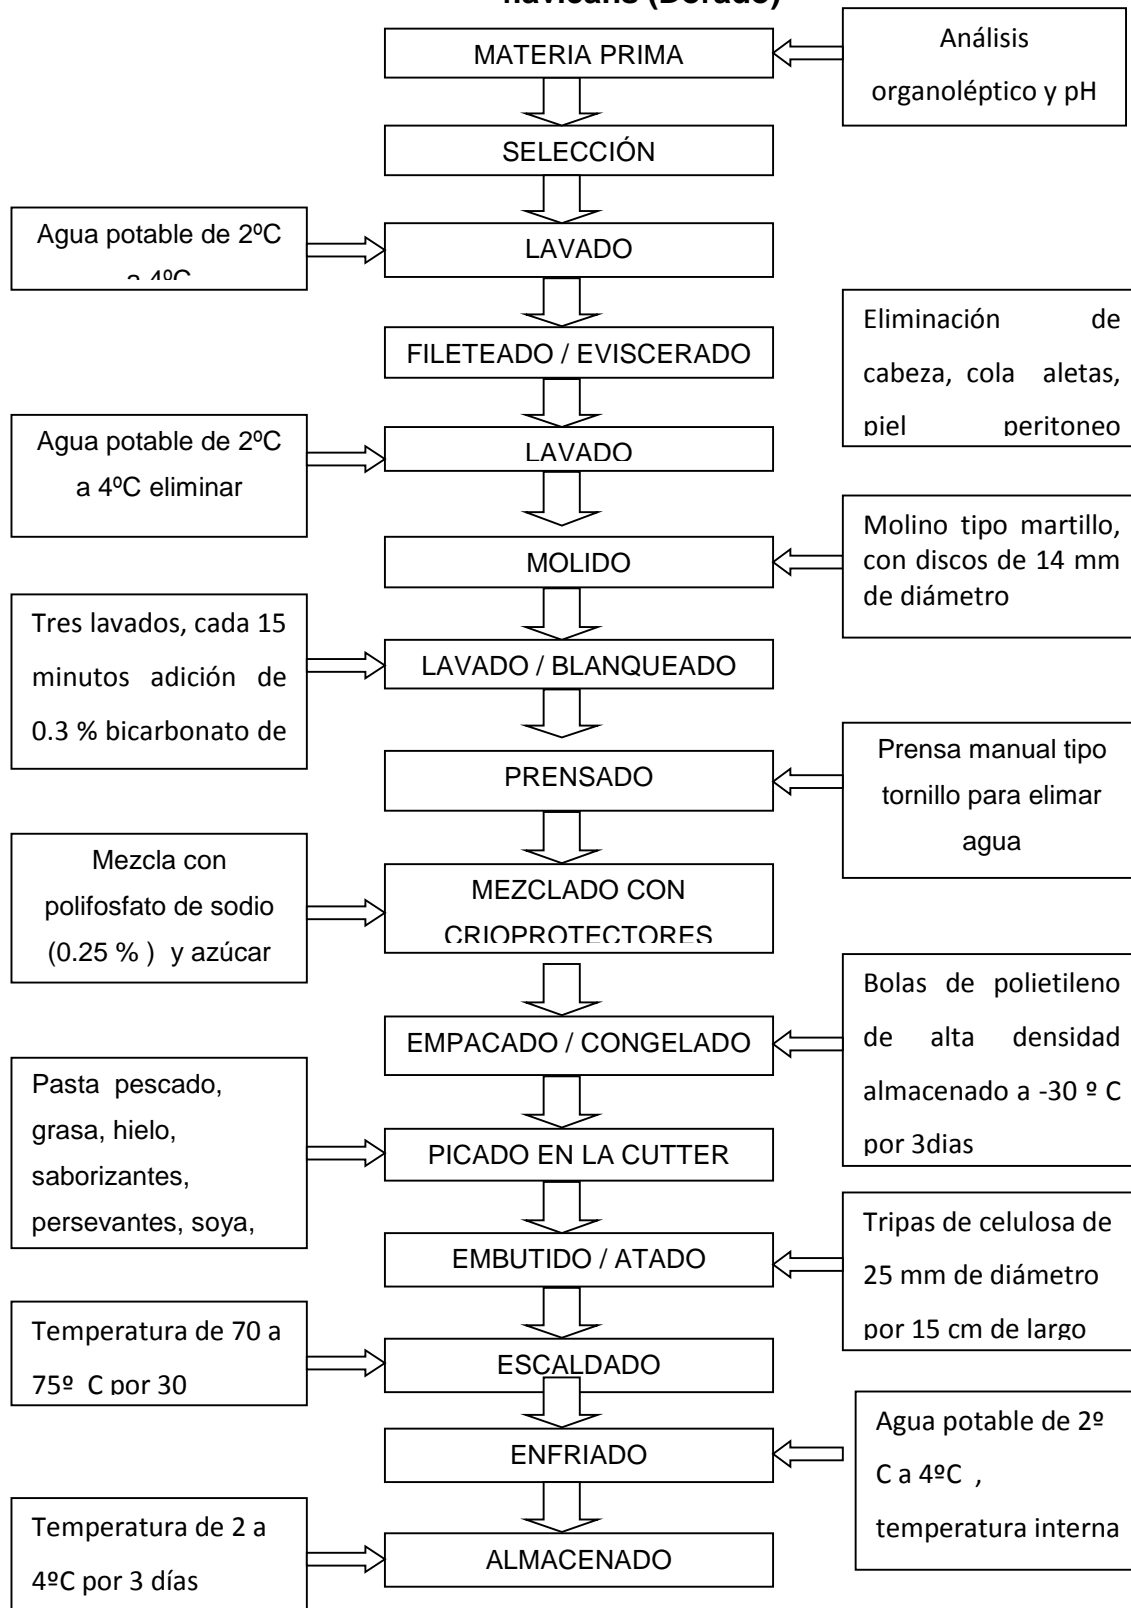 flavicans (Dorado)
MATERIA PRIMA
Análisis
organoléptico y pH
SELECCIÓN
Agua potable de 2ºC
a 4ºC
LAVADO
FILETEADO / EVISCERADO
Eliminación de
cabeza, cola aletas,
piel peritoneo
Agua potable de 2ºC
a 4ºC eliminar
LAVADO
MOLIDO
Molino tipo martillo,
con discos de 14 mm
de diámetro
Tres lavados, cada 15
minutos adición de
0.3 % bicarbonato de
LAVADO / BLANQUEADO
PRENSADO
Prensa manual tipo
tornillo para elimar
agua
Mezcla con
polifosfato de sodio
(0.25 % ) y azúcar
MEZCLADO CON
CRIOPROTECTORES
EMPACADO / CONGELADO
Bolas de polietileno
de alta densidad
almacenado a -30 º C
por 3dias
Pasta pescado,
grasa, hielo,
saborizantes,
persevantes, soya,
PICADO EN LA CUTTER
EMBUTIDO / ATADO
Tripas de celulosa de
25 mm de diámetro
por 15 cm de largo
Temperatura de 70 a
75º C por 30
ESCALDADO
ENFRIADO
Agua potable de 2º
C a 4ºC ,
temperatura interna
Temperatura de 2 a
4ºC por 3 días
ALMACENADO